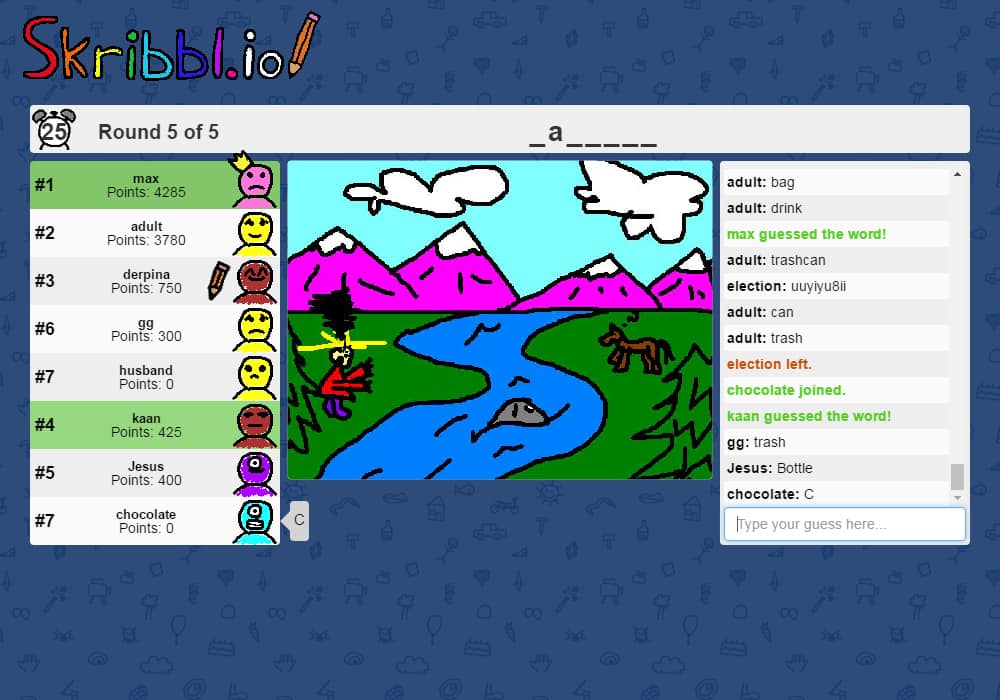 Skribbl.io
25
Round 5 of 5
_a_____
#1
max
Points: 4285
#2
adult
Points: 3780
#3
derpina
Points: 750
#6
gg
Points: 300
#7
husband
Points: 0
#4
kaan
Points: 425
#5
Jesus
Points: 400
#7
chocolate
Points: 0
C
adult: bag
adult: drink
max guessed the word!
adult: trashcan
election: uuyiyu8ii
adult: can
adult: trash
election left.
chocolate joined.
kaan guessed the word!
gg: trash
Jesus: Bottle
chocolate: C
Type your guess here...